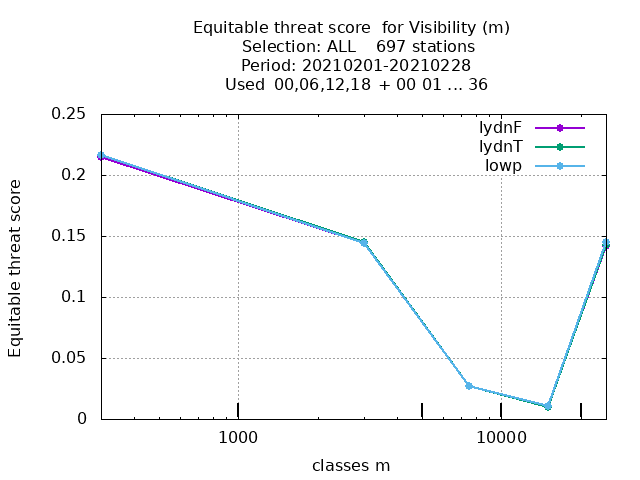 Equitable threat score  for Visibility (m)
Selection: ALL    697 stations
Period: 20210201-20210228
Used  00,06,12,18 + 00 01 ... 36
lydnF
lydnT
lowp
0.25
0.2
0.15
0.1
0.05
0
Equitable threat score
1000
10000
classes m